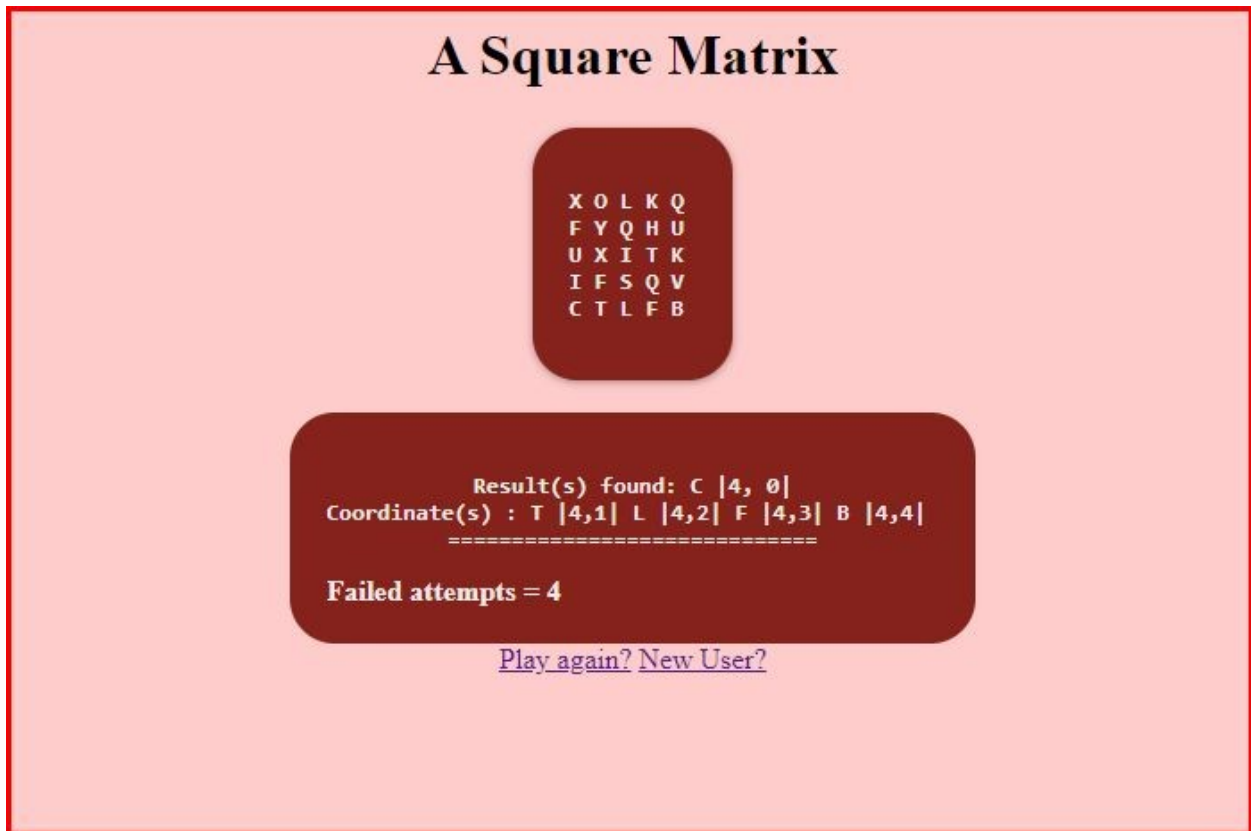 A Square Matrix
X O L K Q
F Y Q H U
U X I T K
I F S Q V
C T L F B
Result(s) found: C |4, 0|
Coordinate(s) : T |4,1| L |4,2| F |4,3| B |4,4|
=============================
Failed attempts = 4
Play again? New User?